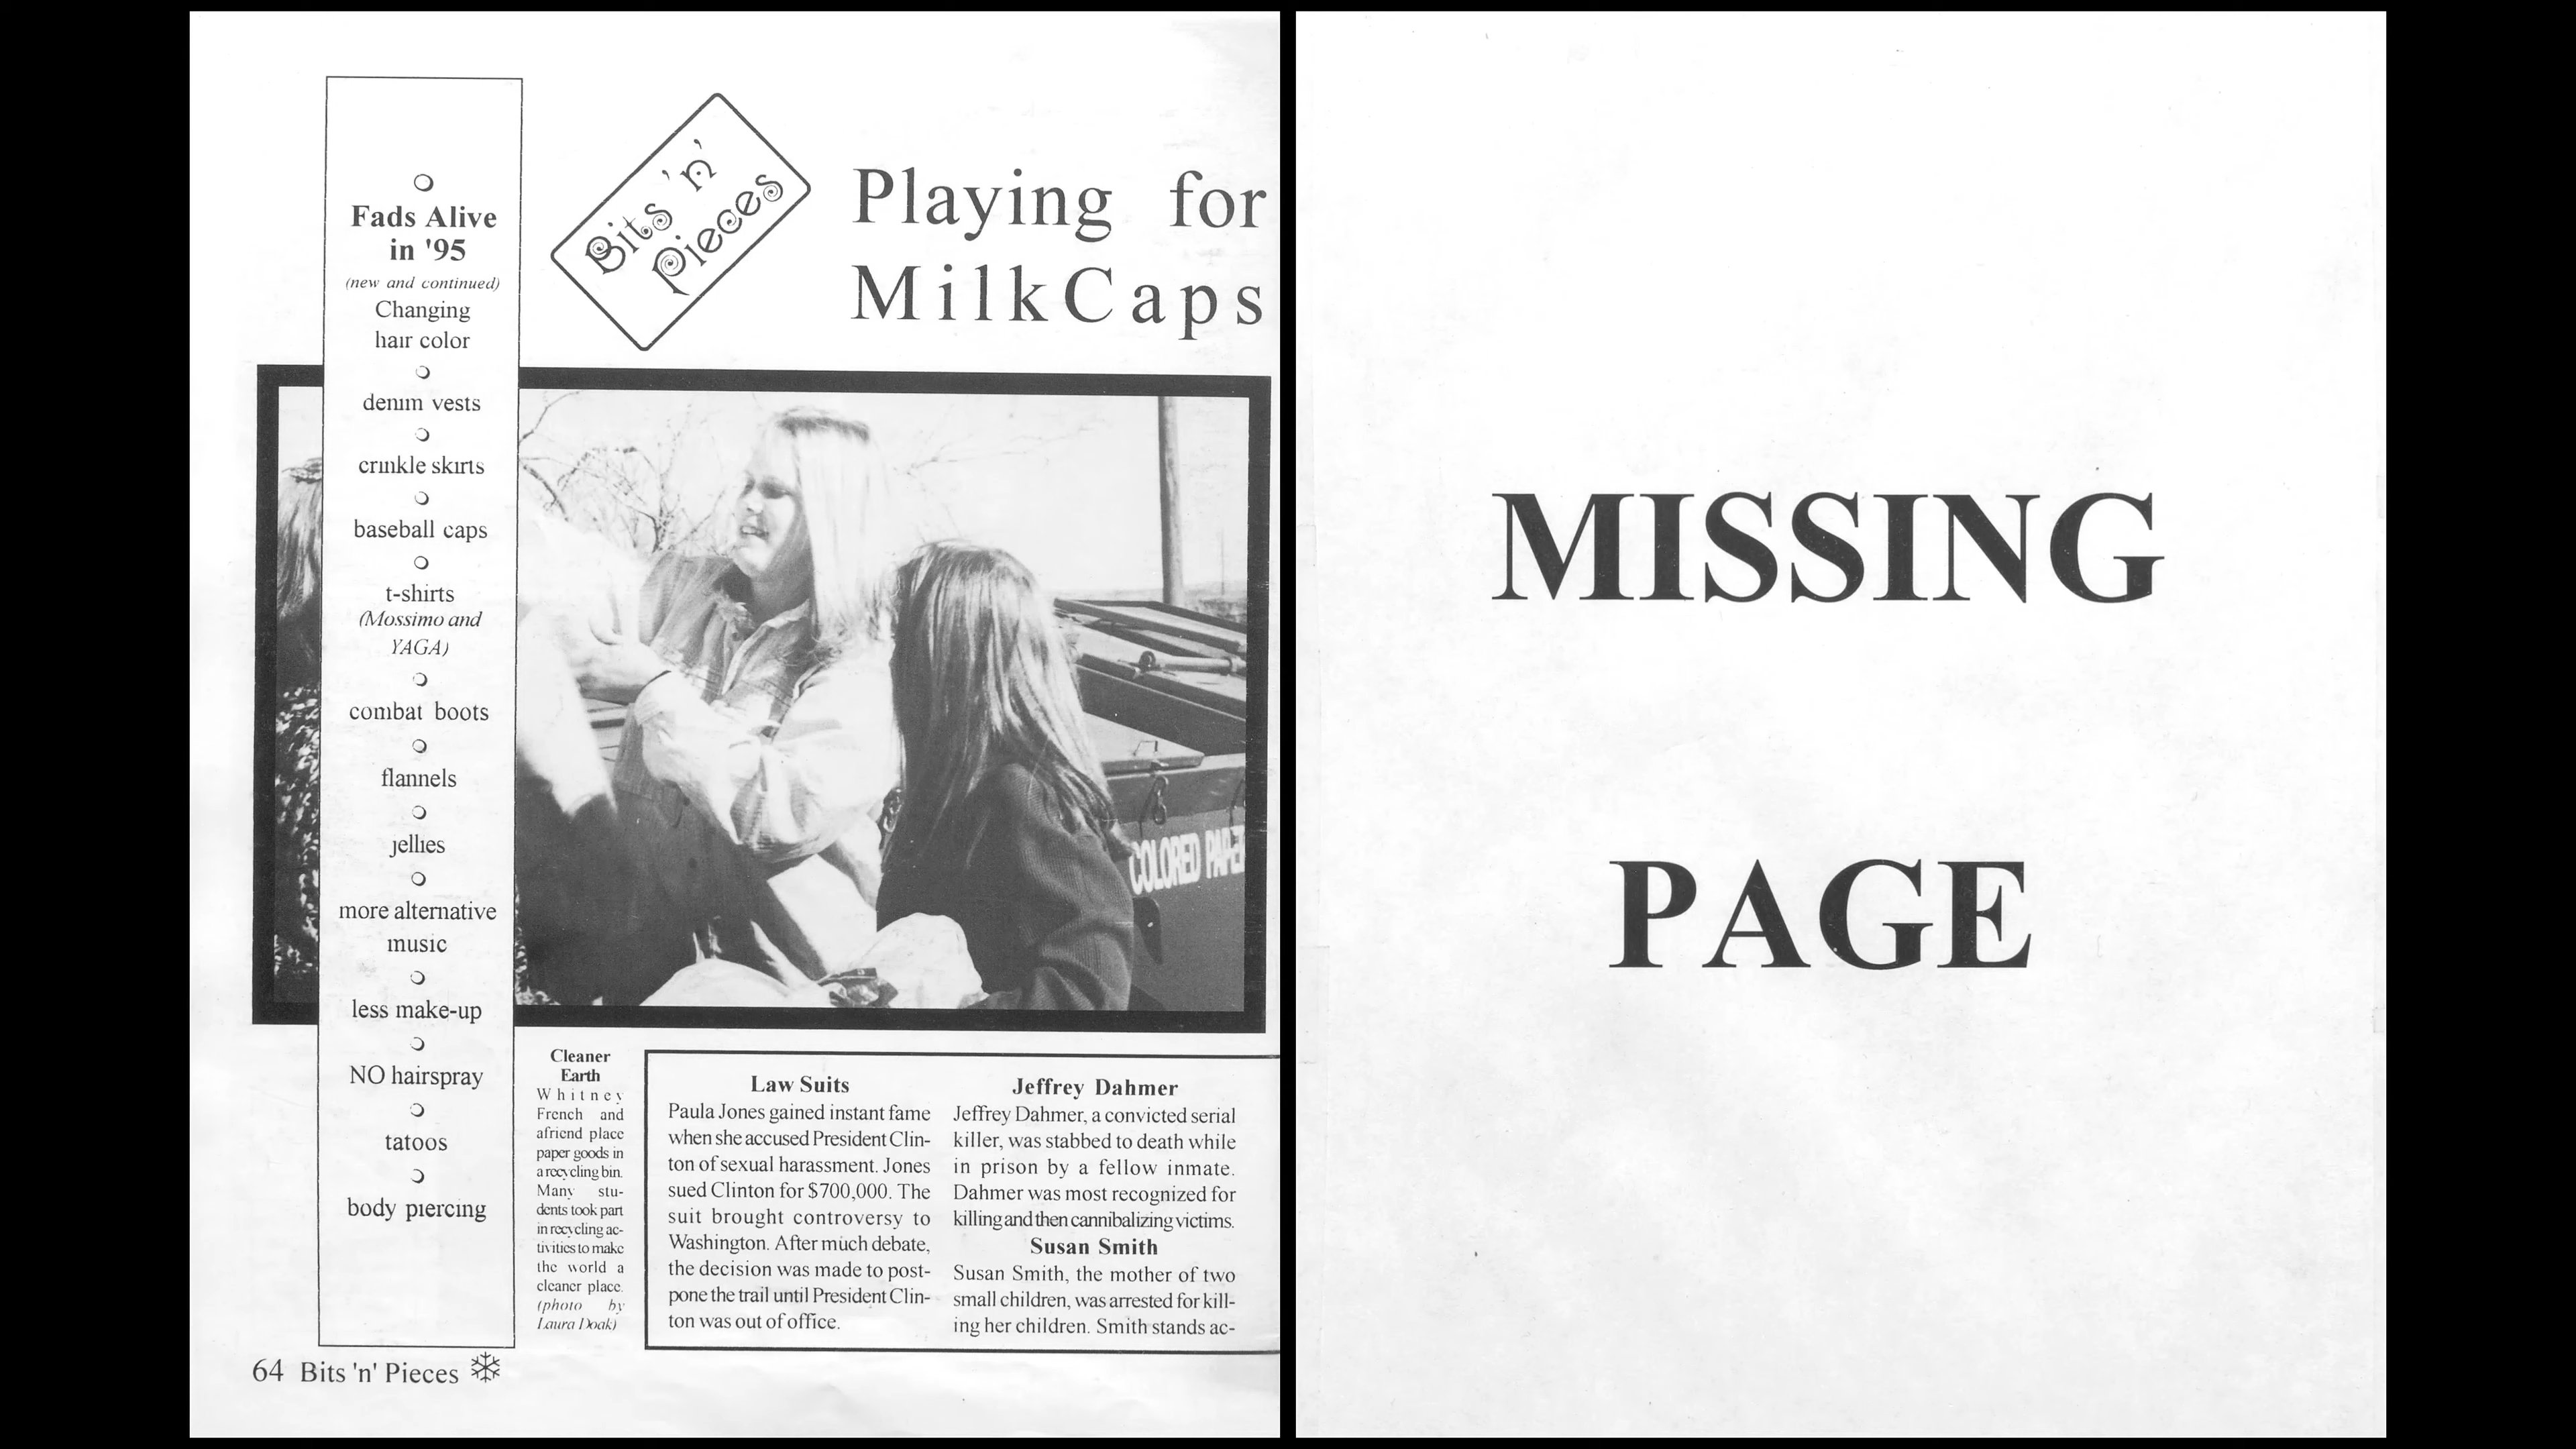 Fads Alive
in '95
(new and continued)
Changing
hair color
denim vests
crinkle skirts
baseball caps
t-shirts
(Mossimo and
YAGA)
combat boots
flannels
jellies
more alternative
music
less make-up
NO hairspray
tatoos
body piercing
Bits 'n'
Pieces
Playing for
MilkCaps
COLORED PAPE
Cleaner
Earth
Whitney
French and
afriend place
paper goods in
a recycling bin.
Many stu-
dents took part
in recycling ac-
tivities to make
the world a
cleaner place.
(photo by
Laura Doak)
Law Suits
Paula Jones gained instant fame
when she accused President Clin-
ton of sexual harassment. Jones
sued Clinton for $700,000. The
suit brought controversy to
Washington. After much debate,
the decision was made to post-
pone the trail until President Clin-
ton was out of office.
Jeffrey Dahmer
Jeffrey Dahmer, a convicted serial
killer, was stabbed to death while
in prison by a fellow inmate.
Dahmer was most recognized for
killing and then cannibalizing victims.
Susan Smith
Susan Smith, the mother of two
small children, was arrested for kill-
ing her children. Smith stands ac-
64 Bits 'n' Pieces
MISSING
PAGE